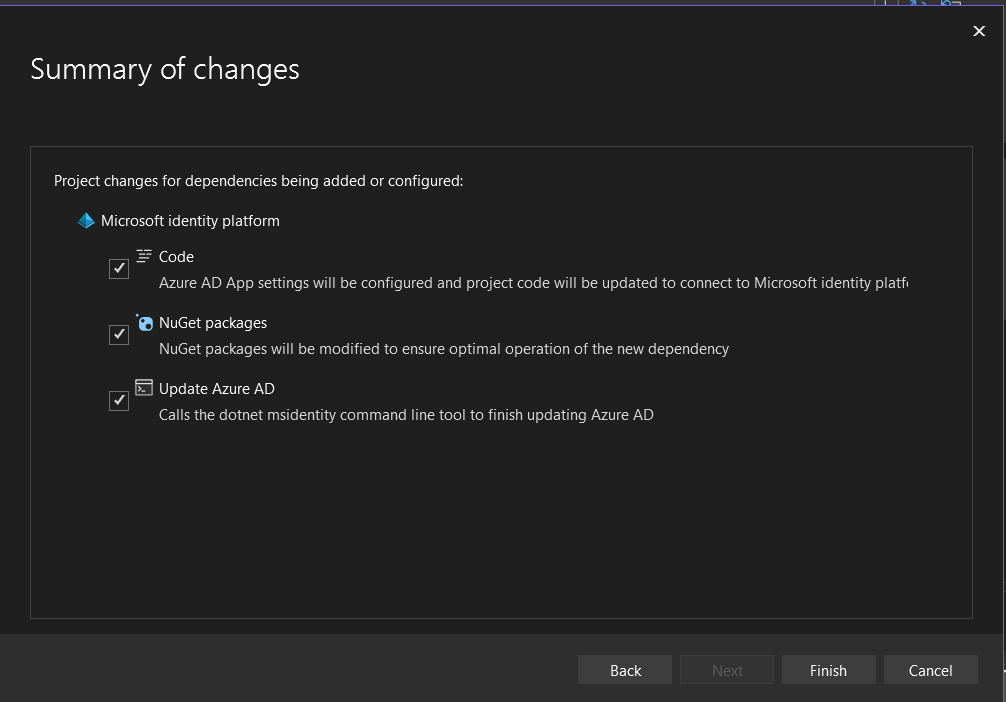 Summary of changes
Project changes for dependencies being added or configured:
Microsoft identity platform
Code
Azure AD App settings will be configured and project code will be updated to connect to Microsoft identity
NuGet packages
NuGet packages will be modified to ensure optimal operation of the new dependency
Update Azure AD
Calls the dotnet msidentity command line tool to finish updating Azure AD
Back
Next
Finish
Cancel